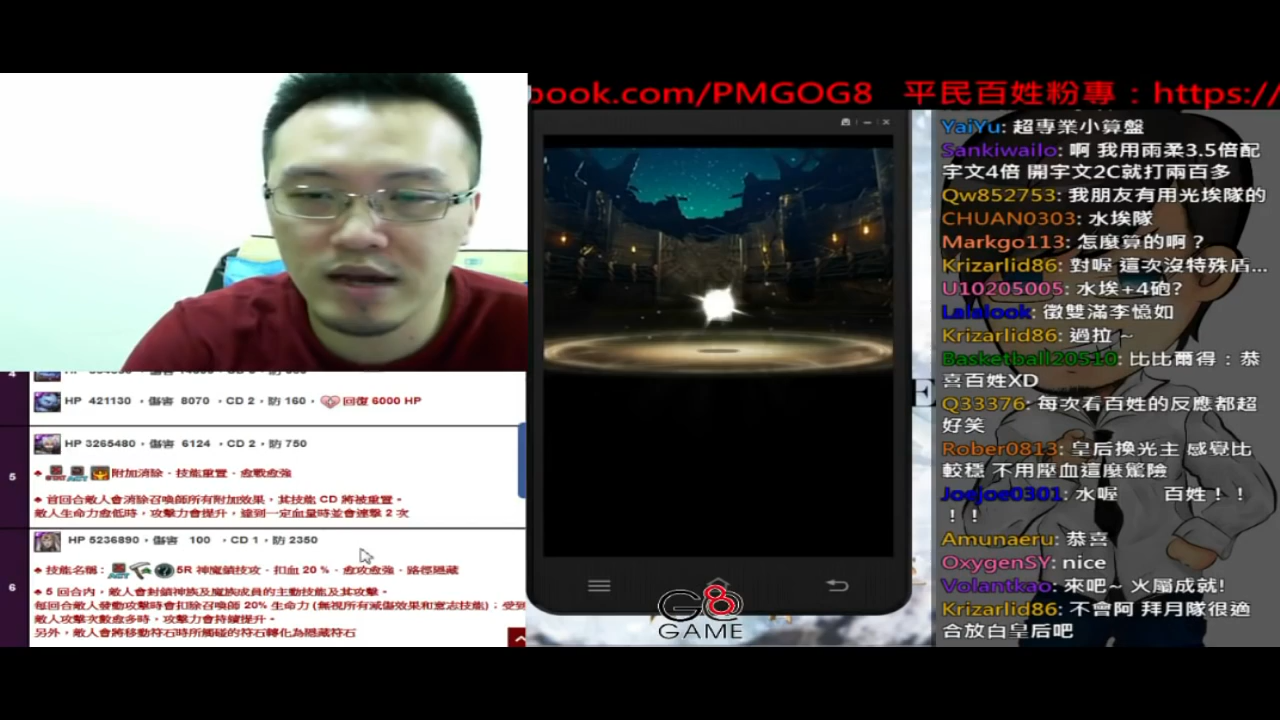 book.com/PMGOG8 平民百姓粉專：https://
YaiYu: 超專業小算盤
Sankiwailo: 啊 我用雨柔3.5倍配
宇文4倍 開宇文2C就打兩百多
Qw852753: 我朋友有用光埃隊的
CHUAN0303: 水埃隊
Markgo113: 怎麼算的啊？
Krizarlid86: 對喔 這次沒特殊盾...
U10205005: 水埃+4砲?
Lalalook: 徵雙滿李憶如
Krizarlid86: 過拉～
Basketball20510: 比比爾得：恭
喜百姓XD
Q33376: 每次看百姓的反應都超
好笑
Rober0813: 皇后換光主 感覺比
較穩 不用壓血這麼驚險
Joejoe0301: 水喔 百姓！！
！！
Amunaeru: 恭喜
OxygenSY: nice
Volantkao: 來吧~ 火屬成就!
Krizarlid86: 不會阿 拜月隊很適
合放白皇后吧
HP 421130 ，傷害 8070 ，CD 2 ，防 160 ， 回復 6000 HP
5
HP 3265480 ，傷害 6124 ，CD 2 ，防 750
♠ 附加消除．技能重置．愈戰愈強
♠ 首回合敵人會消除召喚師所有附加效果，其技能 CD 將被重置。
敵人生命力愈低時，攻擊力會提升，達到一定血量時並會連擊 2 次
6
HP 5236890 ，傷害 100 ，CD 1 ，防 2350
♠ 技能名稱： 5R 神魔鎖技攻．扣血 20%．愈攻愈強．路徑隱藏
♠ 5 回合內，敵人會封鎖神族及魔族成員的主動技能及其攻擊。
每回合敵人發動攻擊時會扣除召喚師 20% 生命力 (無視所有減傷效果和意志技能)；受到
敵人攻擊次數愈多時，攻擊力會持續提升。
另外，敵人會將移動符石時所觸碰的符石轉化為隱藏符石
G8
GAME
E